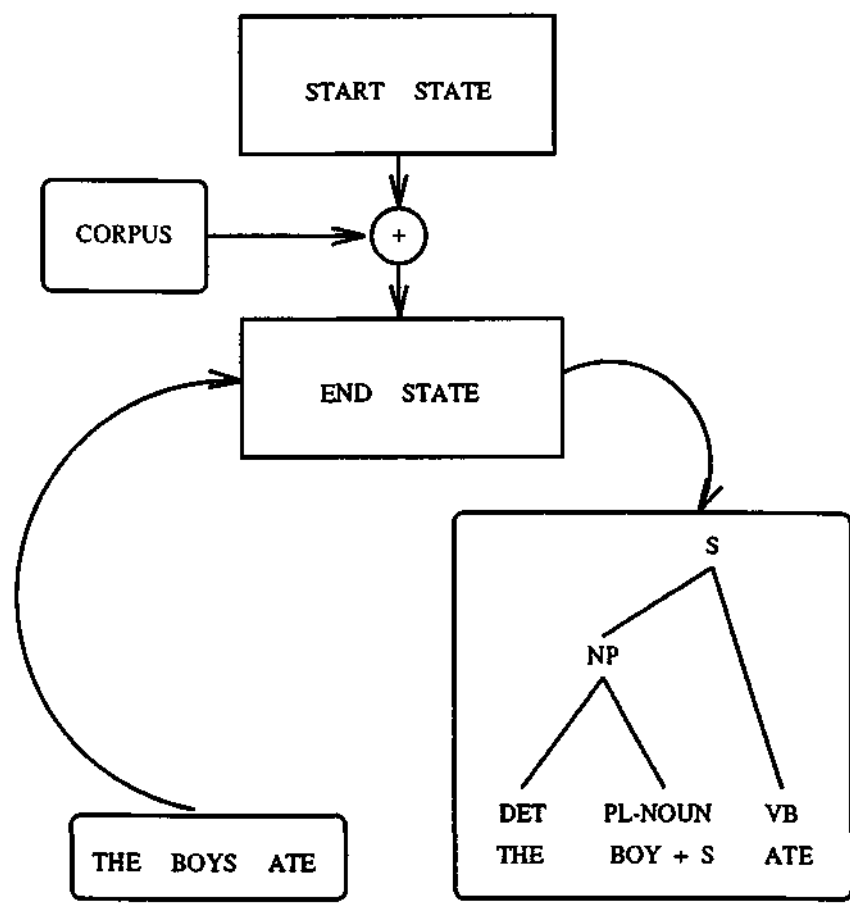 START STATE
CORPUS
+
END STATE
S
NP
DET PL-NOUN VB
THE BOY + S ATE
THE BOYS ATE